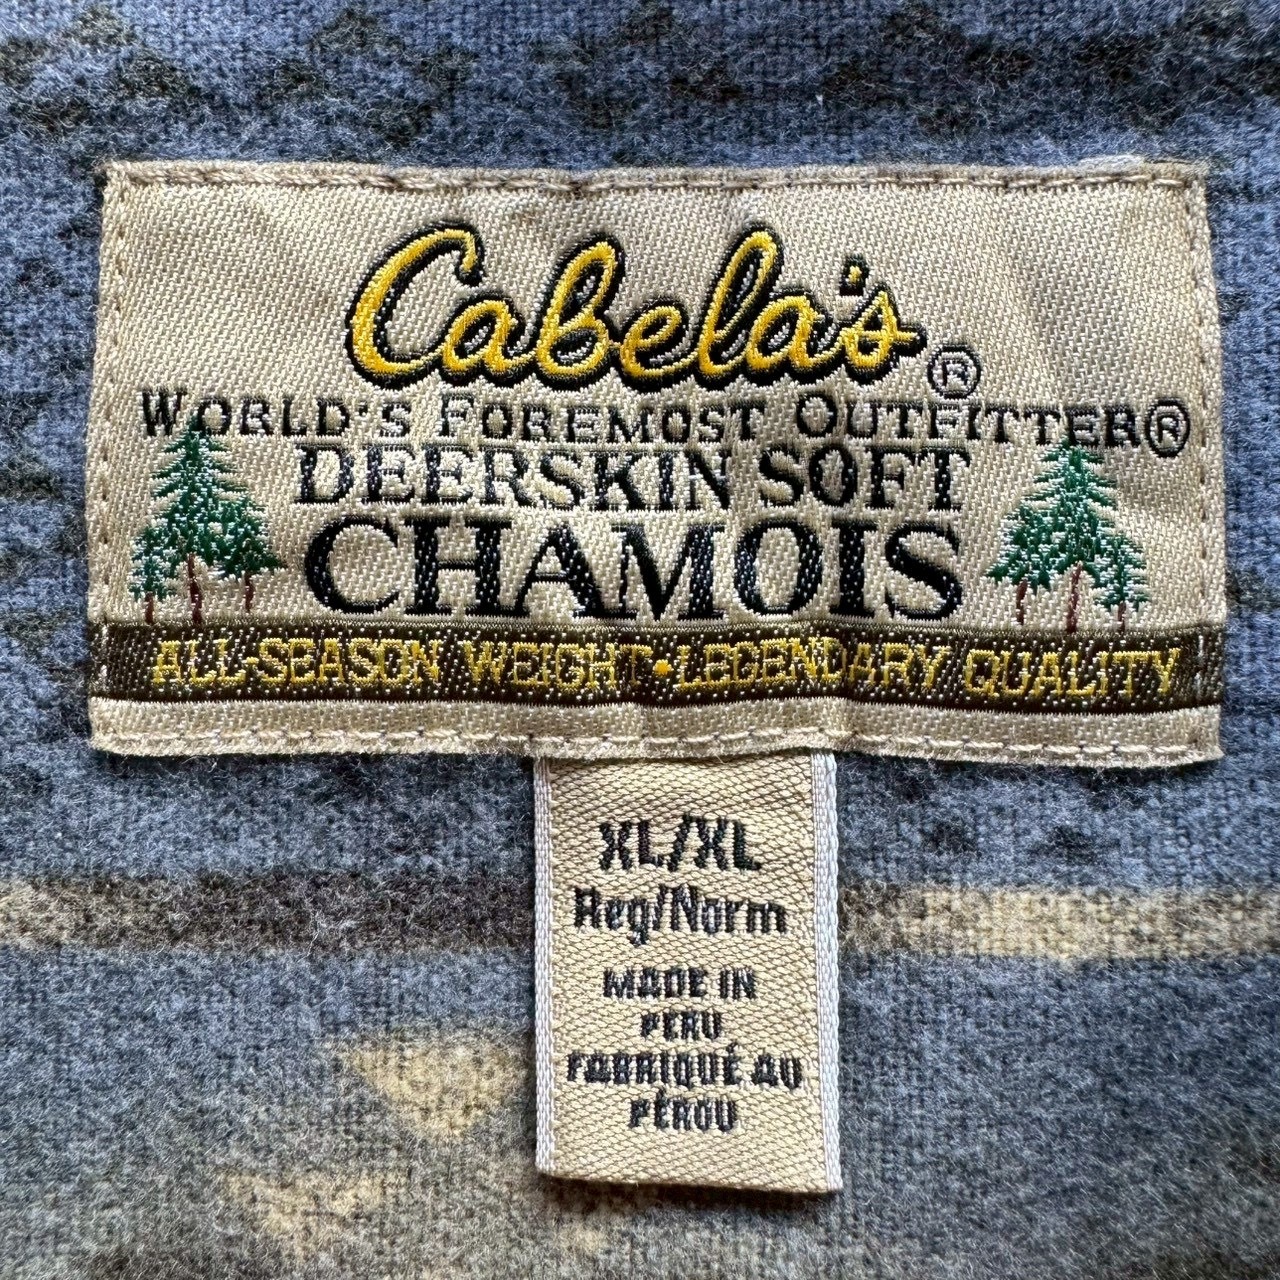 Cabela's®
WORLD'S FOREMOST OUTFITTER®
DEERSKIN SOFT
CHAMOIS
ALL-SEASON WEIGHT • LEGENDARY QUALITY
XL/XL
Reg/Norm
MADE IN
PERU
FABRIQUÉ AU
PÉROU